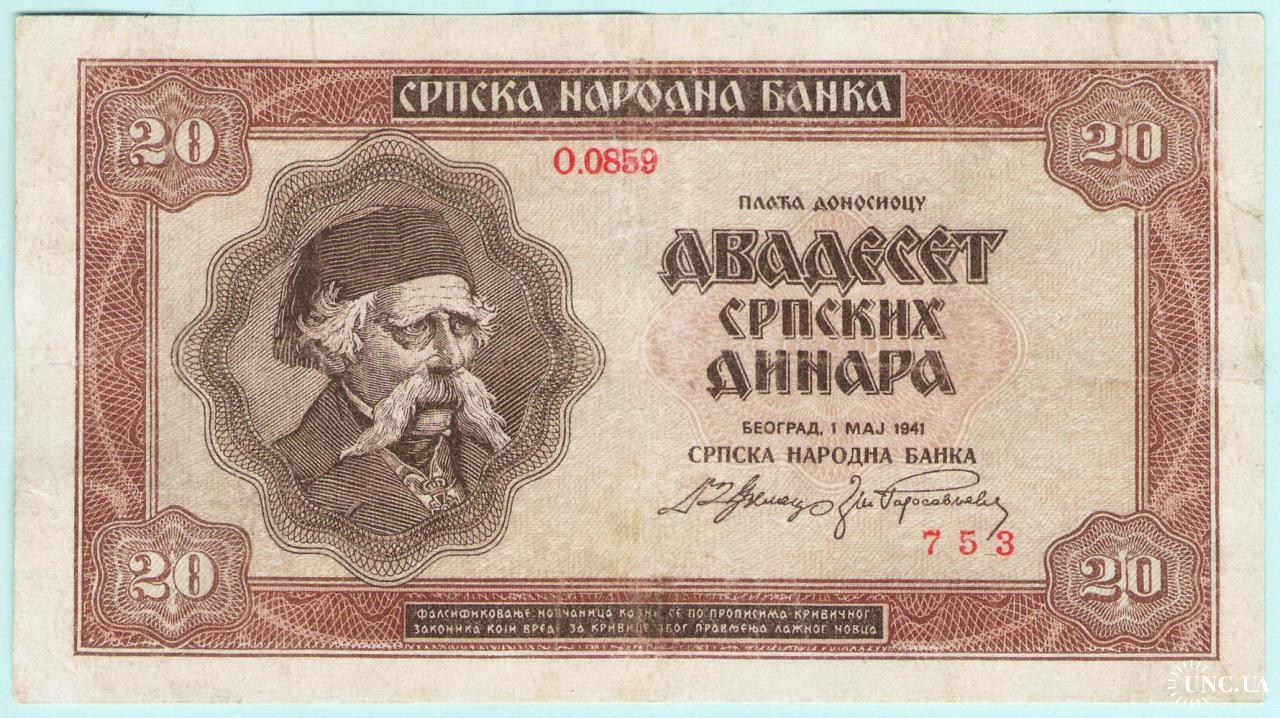 СРПСКА НАРОДНА БАНКА
20
20
О.0859
ПЛАЋА ДОНОСИОЦУ
ДВАДЕСЕТ
СРПСКИХ
ДИНАРА
БЕОГРАД, 1 МАЈ 1941
СРПСКА НАРОДНА БАНКА
753
20
20
ФАЛСИФИКОВАЊЕ НОВЧАНИЦА КАЗНИ СЕ ПО ПРОПИСИМА КРИВИЧНОГ
ЗАКОНИКА КОЈИ ВРЕДЕ ЗА КРИВИЦЕ ЗБОГ ПРАВЉЕЊА ЛАЖНОГ НОВЦА
UNC.UA